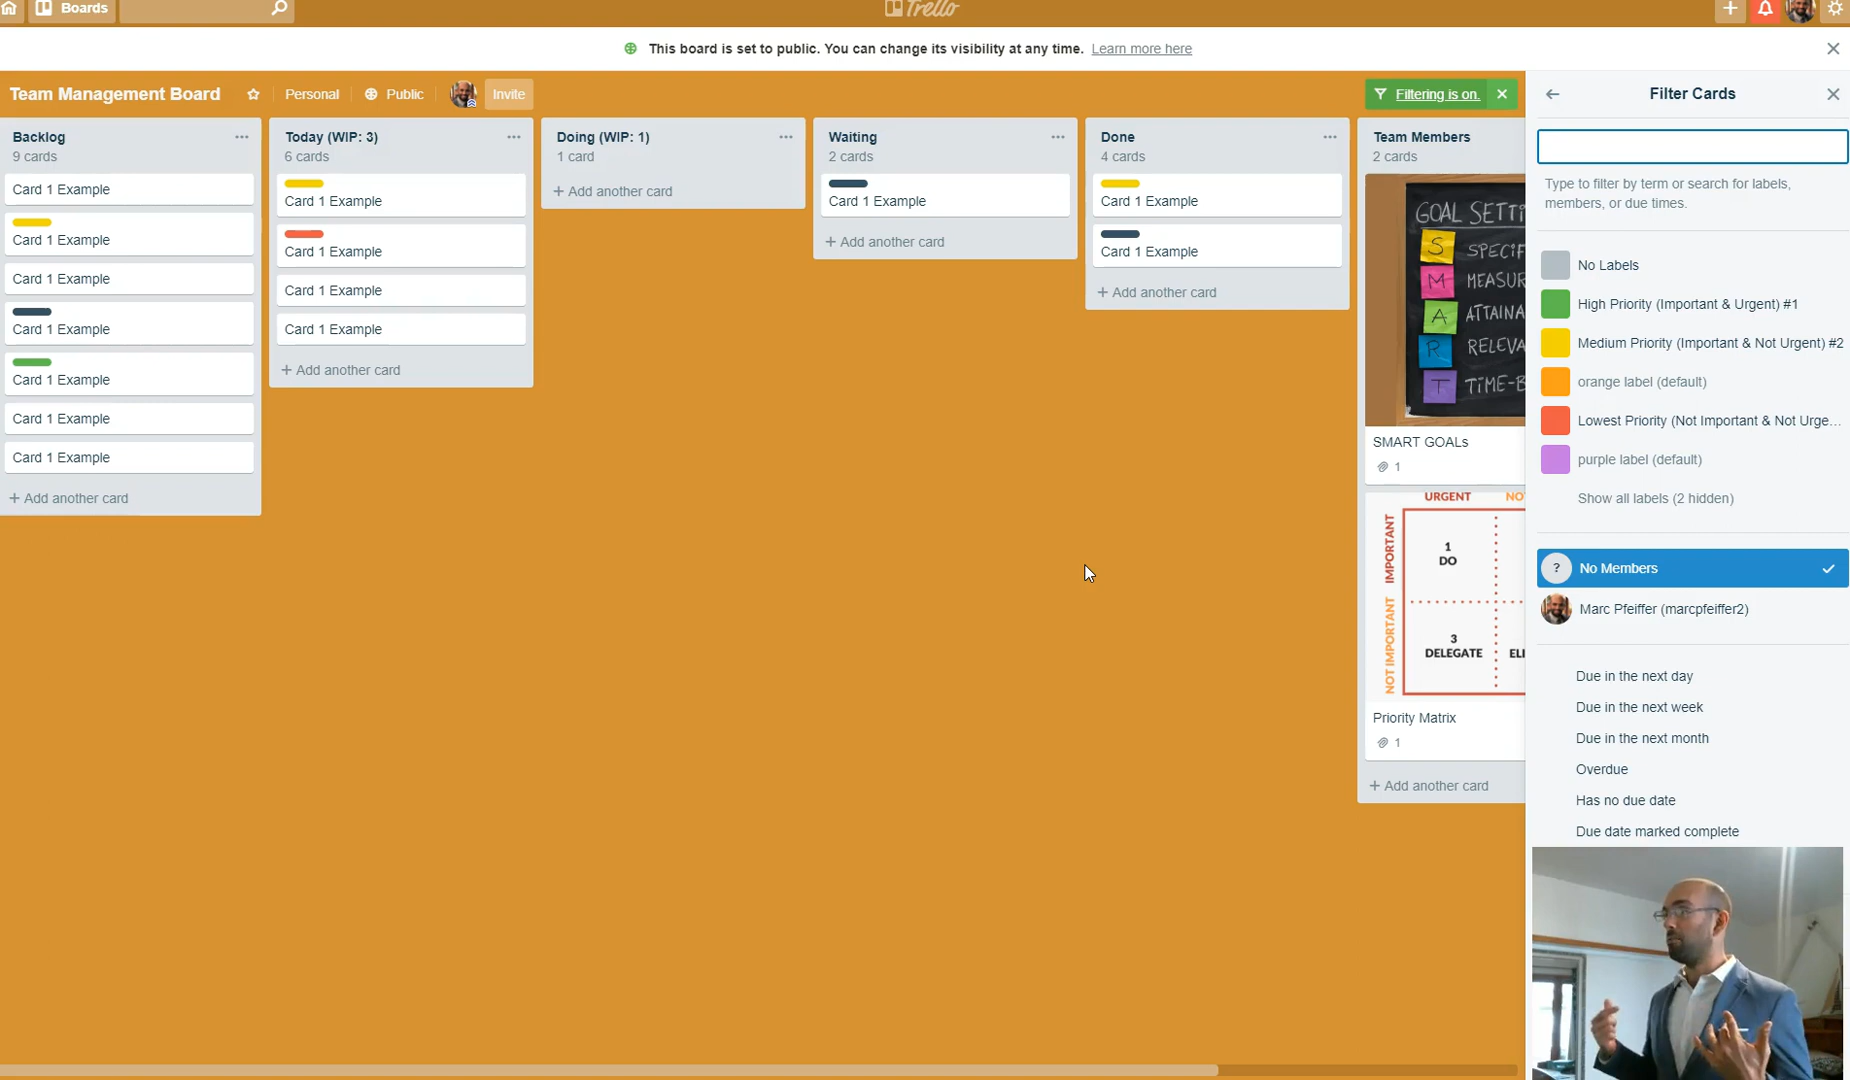 Boards
Trello
This board is set to public. You can change its visibility at any time. Learn more here
Team Management Board
Personal
Public
Invite
Filtering is on.
Backlog
9 cards
Card 1 Example
Card 1 Example
Card 1 Example
Card 1 Example
Card 1 Example
Card 1 Example
Card 1 Example
+ Add another card
Today (WIP: 3)
6 cards
Card 1 Example
Card 1 Example
Card 1 Example
Card 1 Example
+ Add another card
Doing (WIP: 1)
1 card
+ Add another card
Waiting
2 cards
Card 1 Example
+ Add another card
Done
4 cards
Card 1 Example
Card 1 Example
+ Add another card
Team Members
2 cards
GOAL SETTI
S SPECIF
M MEASUR
A ATTAINA
R RELEVA
T TIME-B
SMART GOALs
1
URGENT NO
IMPORTANT
1
DO
NOT IMPORTANT
3
DELEGATE
ELI
Priority Matrix
1
+ Add another card
Filter Cards
Type to filter by term or search for labels,
members, or due times.
No Labels
High Priority (Important & Urgent) #1
Medium Priority (Important & Not Urgent) #2
orange label (default)
Lowest Priority (Not Important & Not Urge...
purple label (default)
Show all labels (2 hidden)
? No Members
Marc Pfeiffer (marcpfeiffer2)
Due in the next day
Due in the next week
Due in the next month
Overdue
Has no due date
Due date marked complete